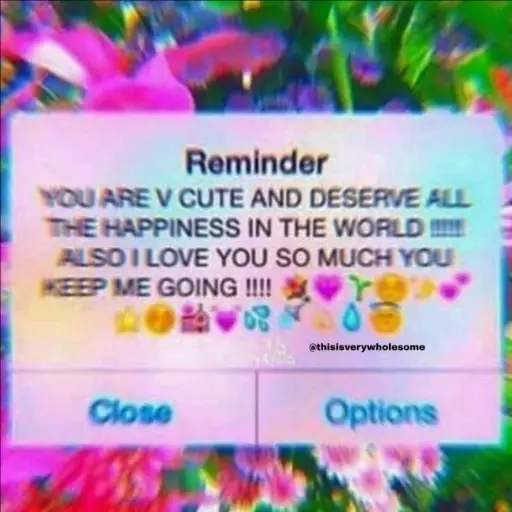 Reminder
YOU ARE V CUTE AND DESERVE ALL
THE HAPPINESS IN THE WORLD !!!!!
ALSO I LOVE YOU SO MUCH YOU
KEEP ME GOING !!!!
@thisisverywholesome
Close Options